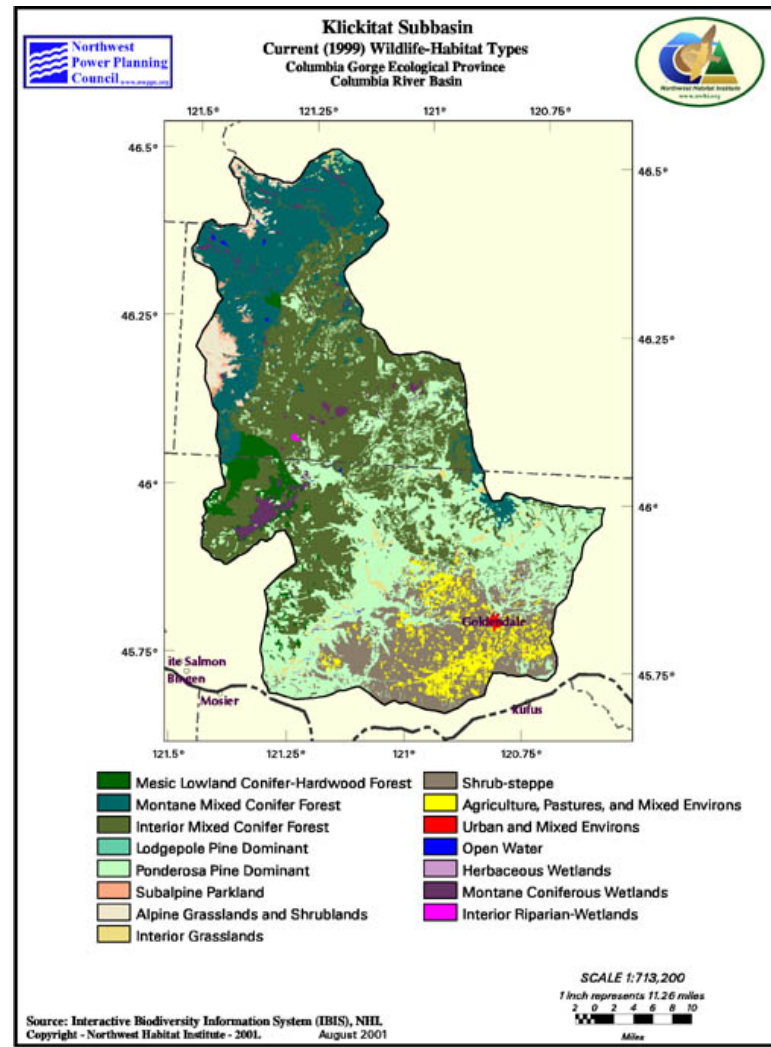 Klickitat Subbasin
Current (1999) Wildlife-Habitat Types
Columbia Gorge Ecological Province
Columbia River Basin
Northwest
Power Planning
Council www.nwppc.org
Northwest Habitat Institute
www.nwhi.org
121.5° 121.25° 121° 120.75°
46.5° 46.5°
46.25° 46.25°
46° 46°
Goldendale
45.75° 45.75°
ite Salmon
Bingen
Mosier
Rufus
121.5° 121.25° 121° 120.75°
Mesic Lowland Conifer-Hardwood Forest
Montane Mixed Conifer Forest
Interior Mixed Conifer Forest
Lodgepole Pine Dominant
Ponderosa Pine Dominant
Subalpine Parkland
Alpine Grasslands and Shrublands
Interior Grasslands
Shrub-steppe
Agriculture, Pastures, and Mixed Environs
Urban and Mixed Environs
Open Water
Herbaceous Wetlands
Montane Coniferous Wetlands
Interior Riparian-Wetlands
SCALE 1:713,200
1 inch represents 11.26 miles
2 0 2 4 6 8 10
Miles
Source: Interactive Biodiversity Information System (IBIS), NHI.
Copyright - Northwest Habitat Institute - 2001. August 2001